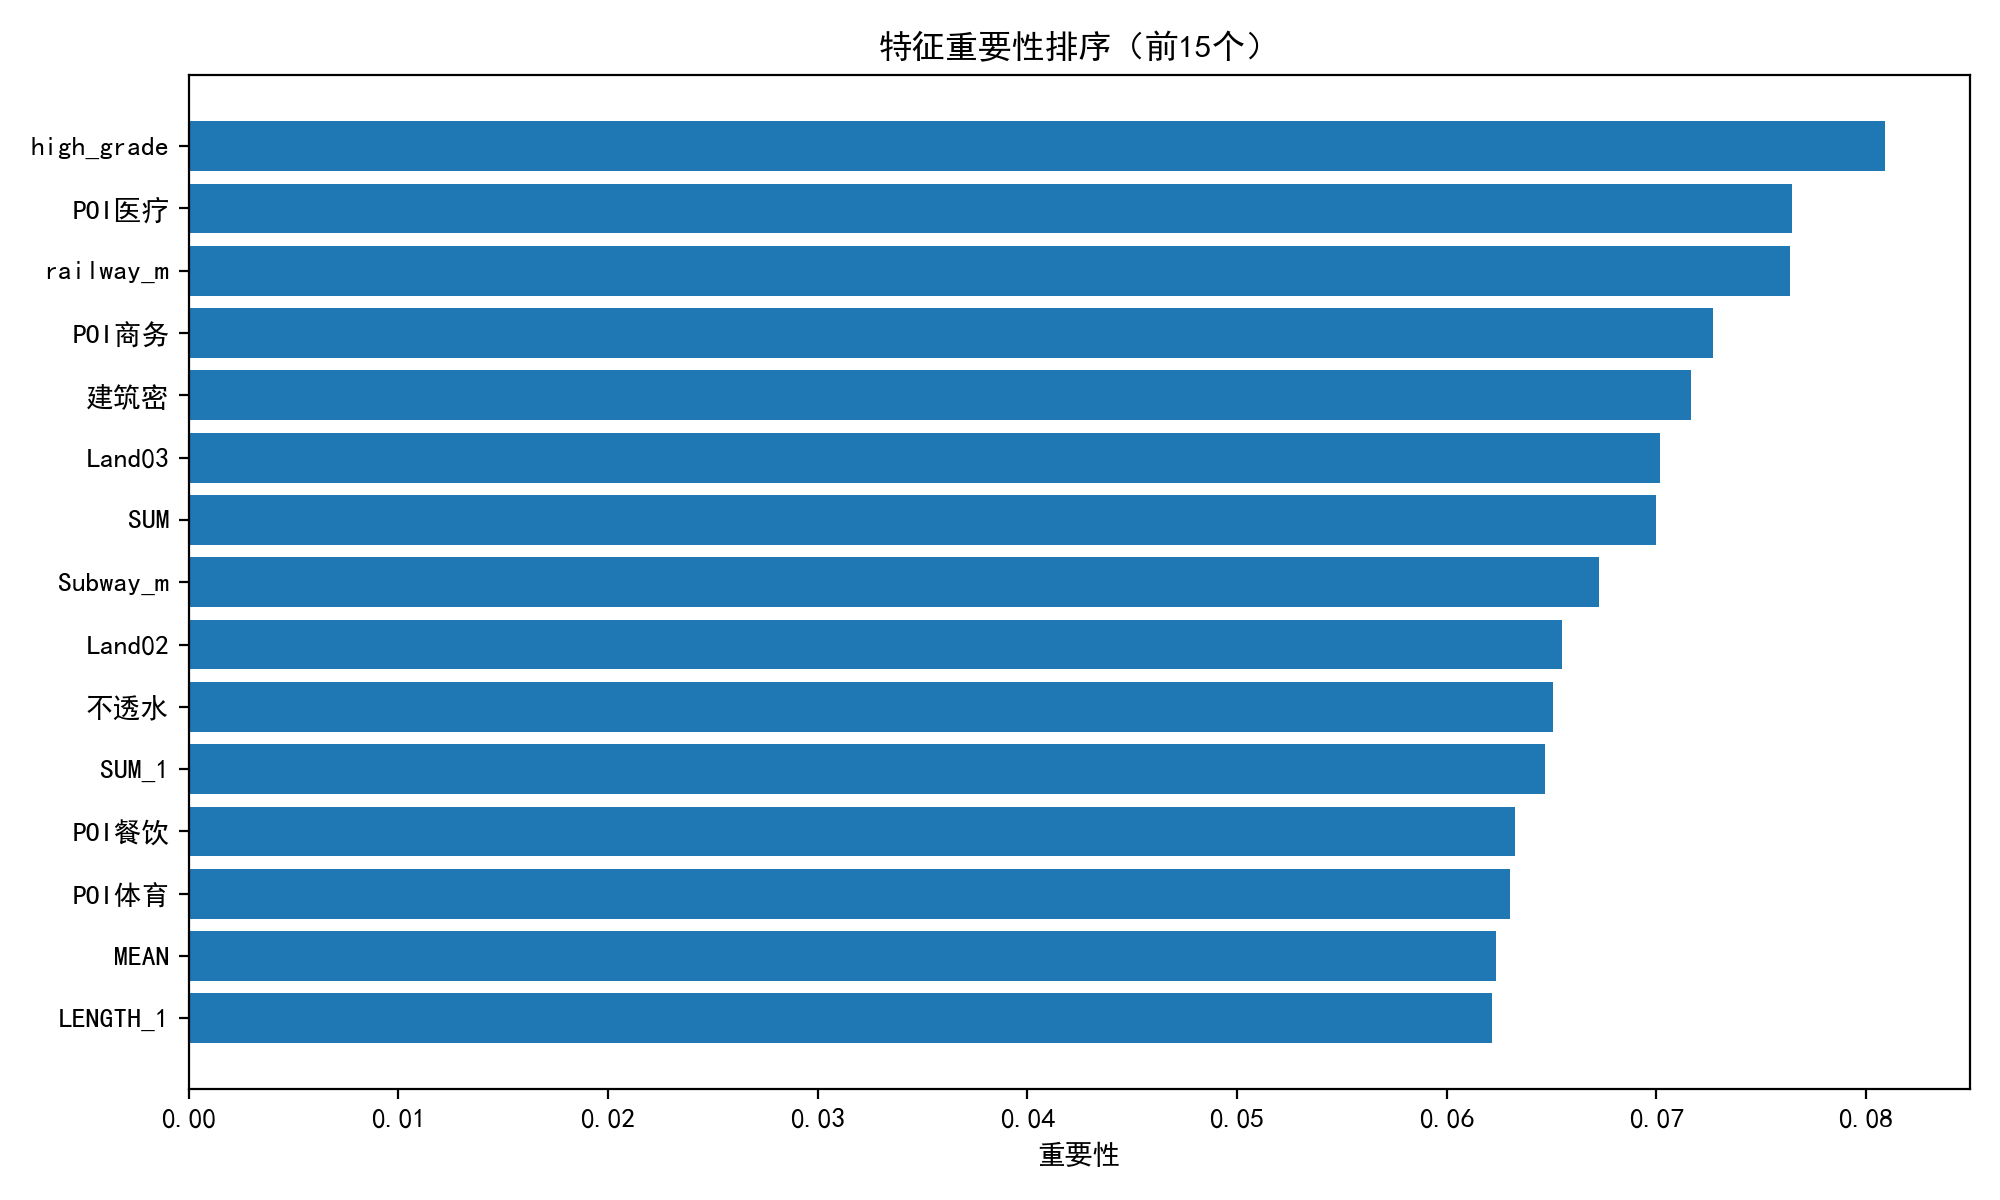 特征重要性排序（前15个）
high_grade
POI医疗
railway_m
POI商务
建筑密
Land03
SUM
Subway_m
Land02
不透水
SUM_1
POI餐饮
POI体育
MEAN
LENGTH_1
0.00 0.01 0.02 0.03 0.04 0.05 0.06 0.07 0.08
重要性